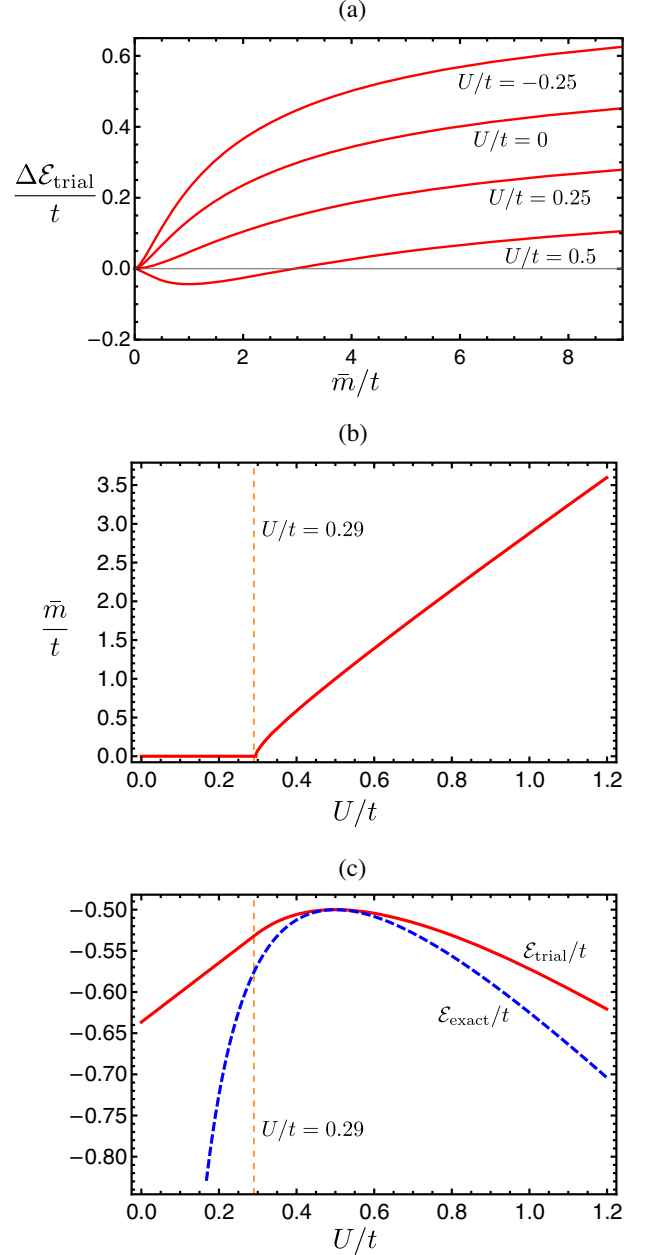 (a)
0.6
0.4
0.2
0.0
−0.2
0 2 4 6 8
Δℰtrial
t
U/t = −0.25
U/t = 0
U/t = 0.25
U/t = 0.5
m̄/t
(b)
3.5
3.0
2.5
2.0
1.5
1.0
0.5
0.0
0.0 0.2 0.4 0.6 0.8 1.0 1.2
m̄
t
U/t = 0.29
U/t
(c)
−0.50
−0.55
−0.60
−0.65
−0.70
−0.75
−0.80
0.0 0.2 0.4 0.6 0.8 1.0 1.2
ℰtrial/t
ℰexact/t
U/t = 0.29
U/t